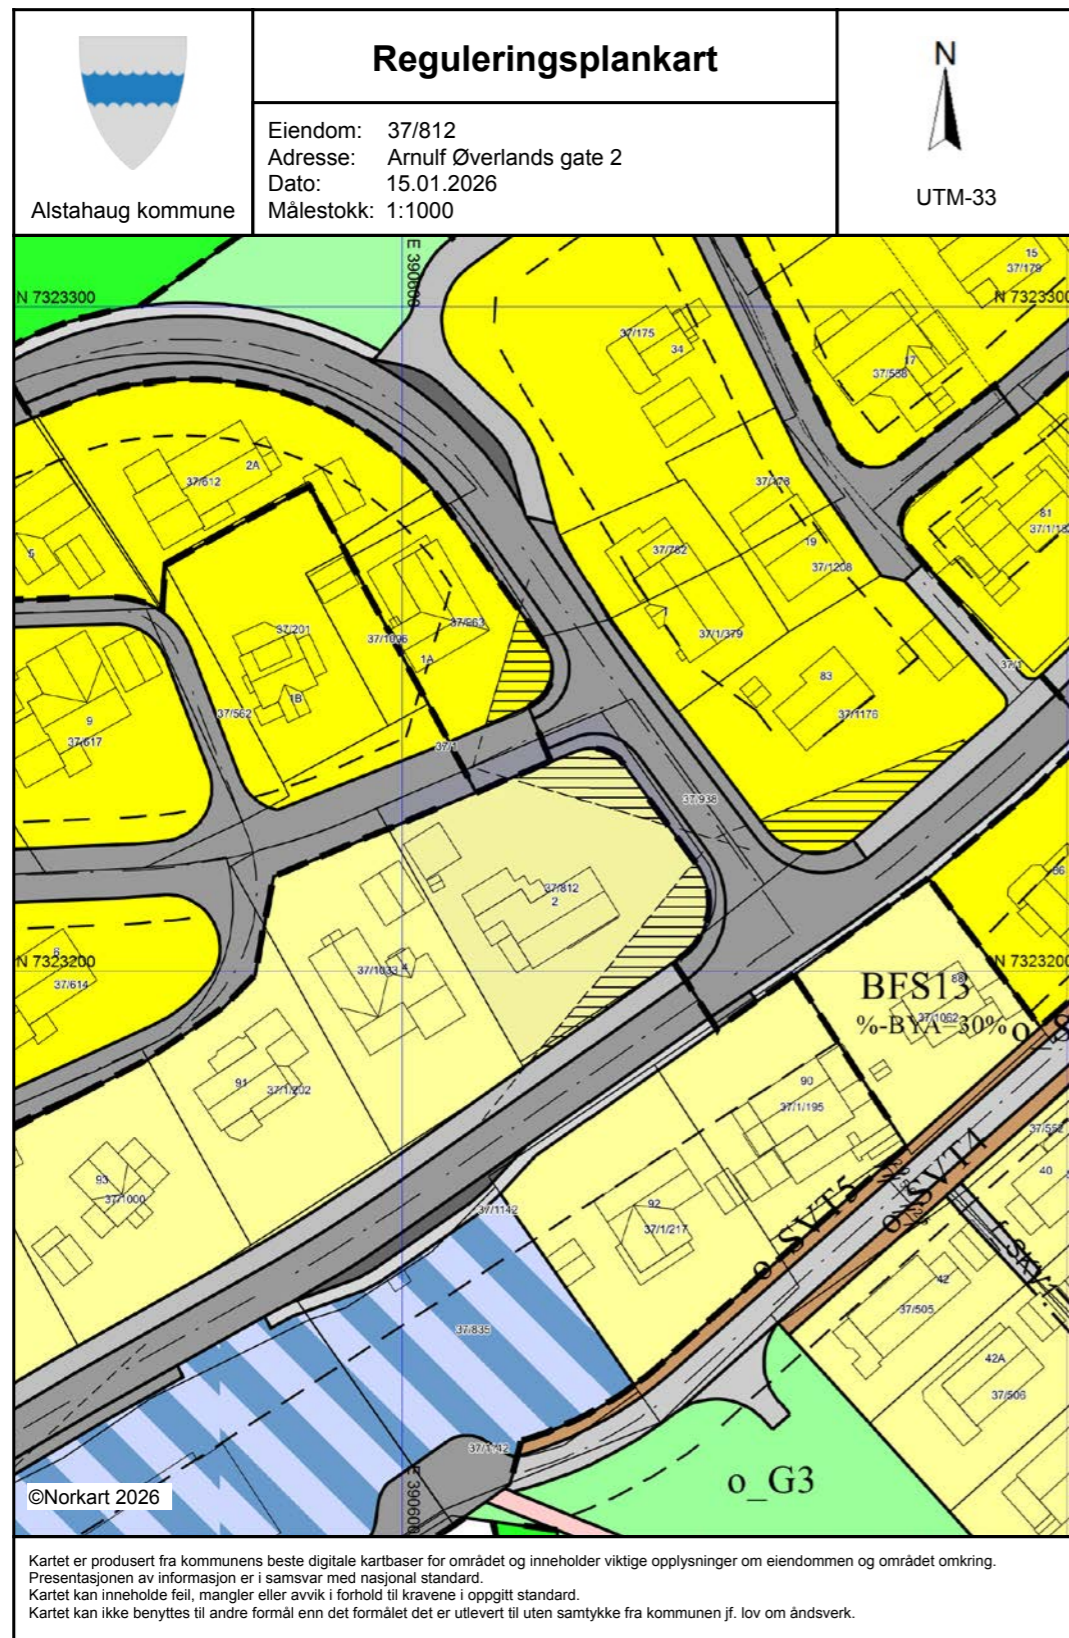 Reguleringsplankart
Eiendom: 37/812
Adresse: Arnulf Øverlands gate 2
Dato: 15.01.2026
Målestokk: 1:1000
Alstahaug kommune
N
UTM-33
E 390600
N 7323300
N 7323300
15
37/179
37/175
34
17
37/558
2A
37/612
37/178
81
5
37/782
19
37/1208
37/201
37/1096
37/963
1A
37/1/379
37/1
1B
83
37/562
37/1176
9
37/617
37/1
37/938
86
37/812
2
6
N 7323200
N 7323200
37/614
37/1033
4
BFS13
88
37/1062
%-BYA=30%
91
37/1/202
90
37/1/195
37/552
40
93
37/1000
o_SVT4
o_SVT5
37/1142
92
37/1/217
42
37/505
37/835
42A
37/506
37/1142
o_G3
E 390600
©Norkart 2026
Kartet er produsert fra kommunens beste digitale kartbaser for området og inneholder viktige opplysninger om eiendommen og området omkring.
Presentasjonen av informasjon er i samsvar med nasjonal standard.
Kartet kan inneholde feil, mangler eller avvik i forhold til kravene i oppgitt standard.
Kartet kan ikke benyttes til andre formål enn det formålet det er utlevert til uten samtykke fra kommunen jf. lov om åndsverk.